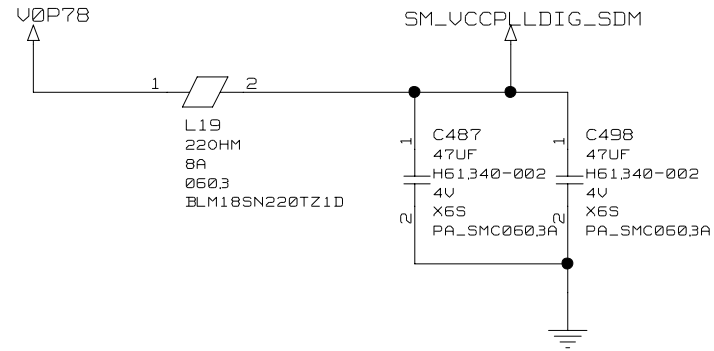 V0P78
SM_VCCPLLDIG_SDM
1
2
L19
22OHM
8A
0603
BLM18SN220TZ1D
1
C487
47UF
H61340-002
4V
X6S
2
PA_SMC0603A
1
C498
47UF
H61340-002
4V
X6S
2
PA_SMC0603A